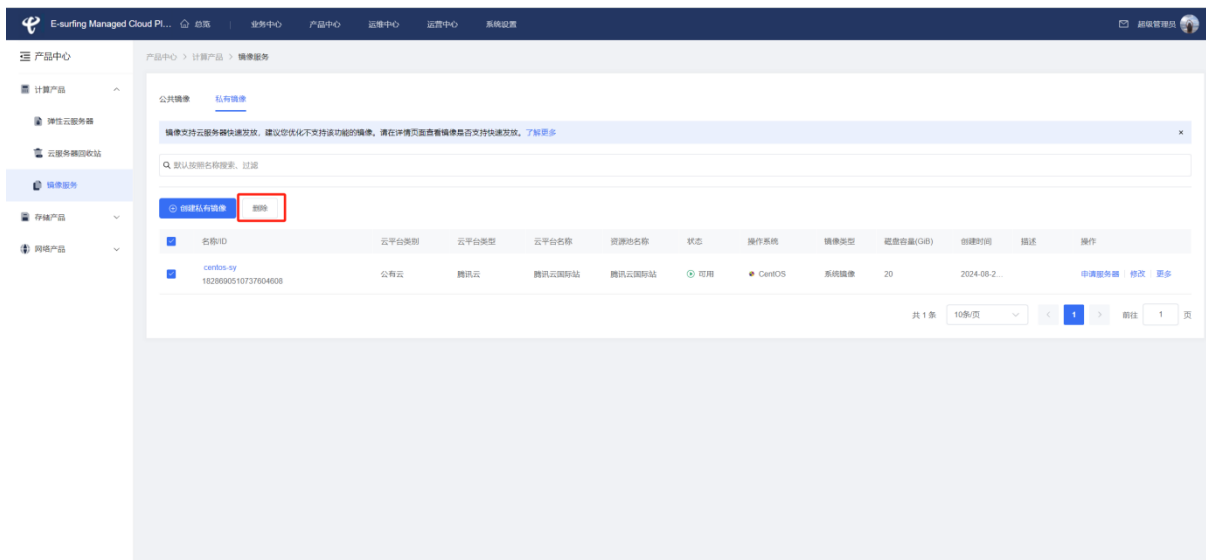 E-surfing Managed Cloud Pl... 总览 业务中心 产品中心 运维中心 运营中心 系统设置 超级管理员
产品中心
产品中心 > 计算产品 > 镜像服务
计算产品
弹性云服务器
云服务器回收站
镜像服务
存储产品
网络产品
公共镜像 私有镜像
镜像支持云服务器快速发放，建议您优化不支持该功能的镜像。请在详情页面查看镜像是否支持快速发放。了解更多
默认按照名称搜索、过滤
创建私有镜像 删除
名称/ID 云平台类别 云平台类型 云平台名称 资源池名称 状态 操作系统 镜像类型 磁盘容量(GiB) 创建时间 描述 操作
centos-sy
1828690510737604608
公有云 腾讯云 腾讯云国际站 腾讯云国际站 可用 CentOS 系统镜像 20 2024-08-2... 申请服务器 修改 更多
共 1 条 10条/页 < 1 > 前往 1 页